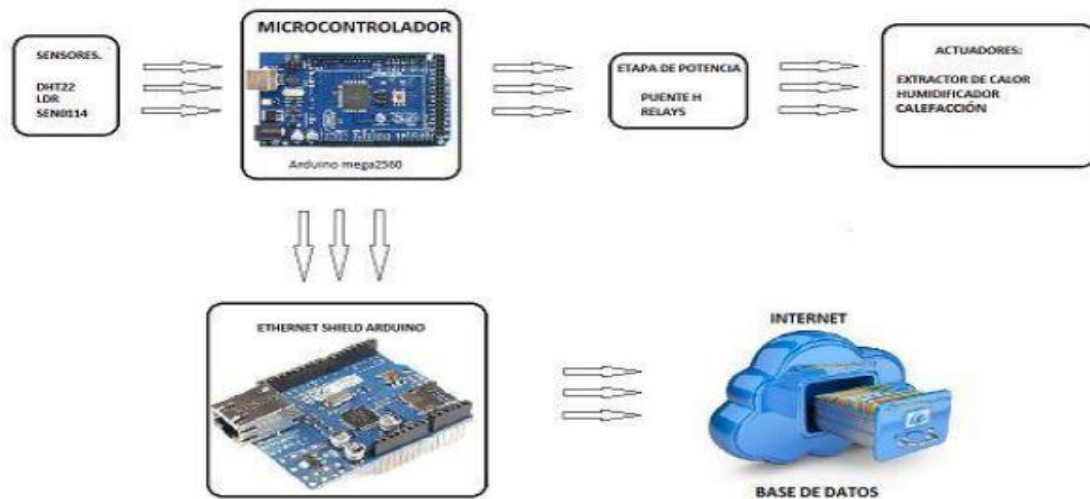 SENSORES.
DHT22
LDR
SEN0114
MICROCONTROLADOR
Arduino mega2560
ETAPA DE POTENCIA
PUENTE H
RELAYS
ACTUADORES:
EXTRACTOR DE CALOR
HUMIDIFICADOR
CALEFACCIÓN
ETHERNET SHIELD ARDUINO
INTERNET
BASE DE DATOS